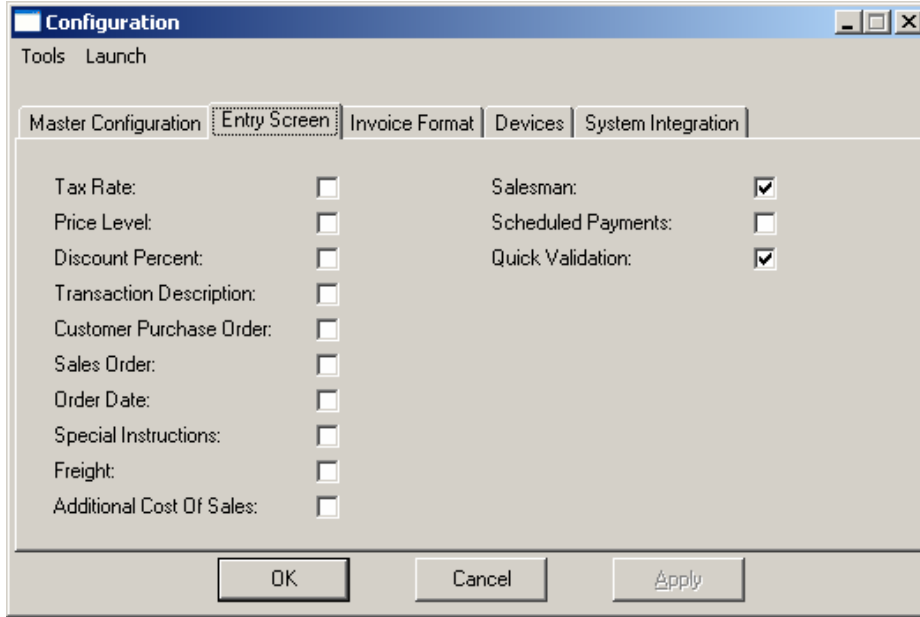 Configuration
Tools Launch
Master Configuration Entry Screen Invoice Format Devices System Integration
Tax Rate:
Price Level:
Discount Percent:
Transaction Description:
Customer Purchase Order:
Sales Order:
Order Date:
Special Instructions:
Freight:
Additional Cost Of Sales:
Salesman:
Scheduled Payments:
Quick Validation:
OK Cancel Apply